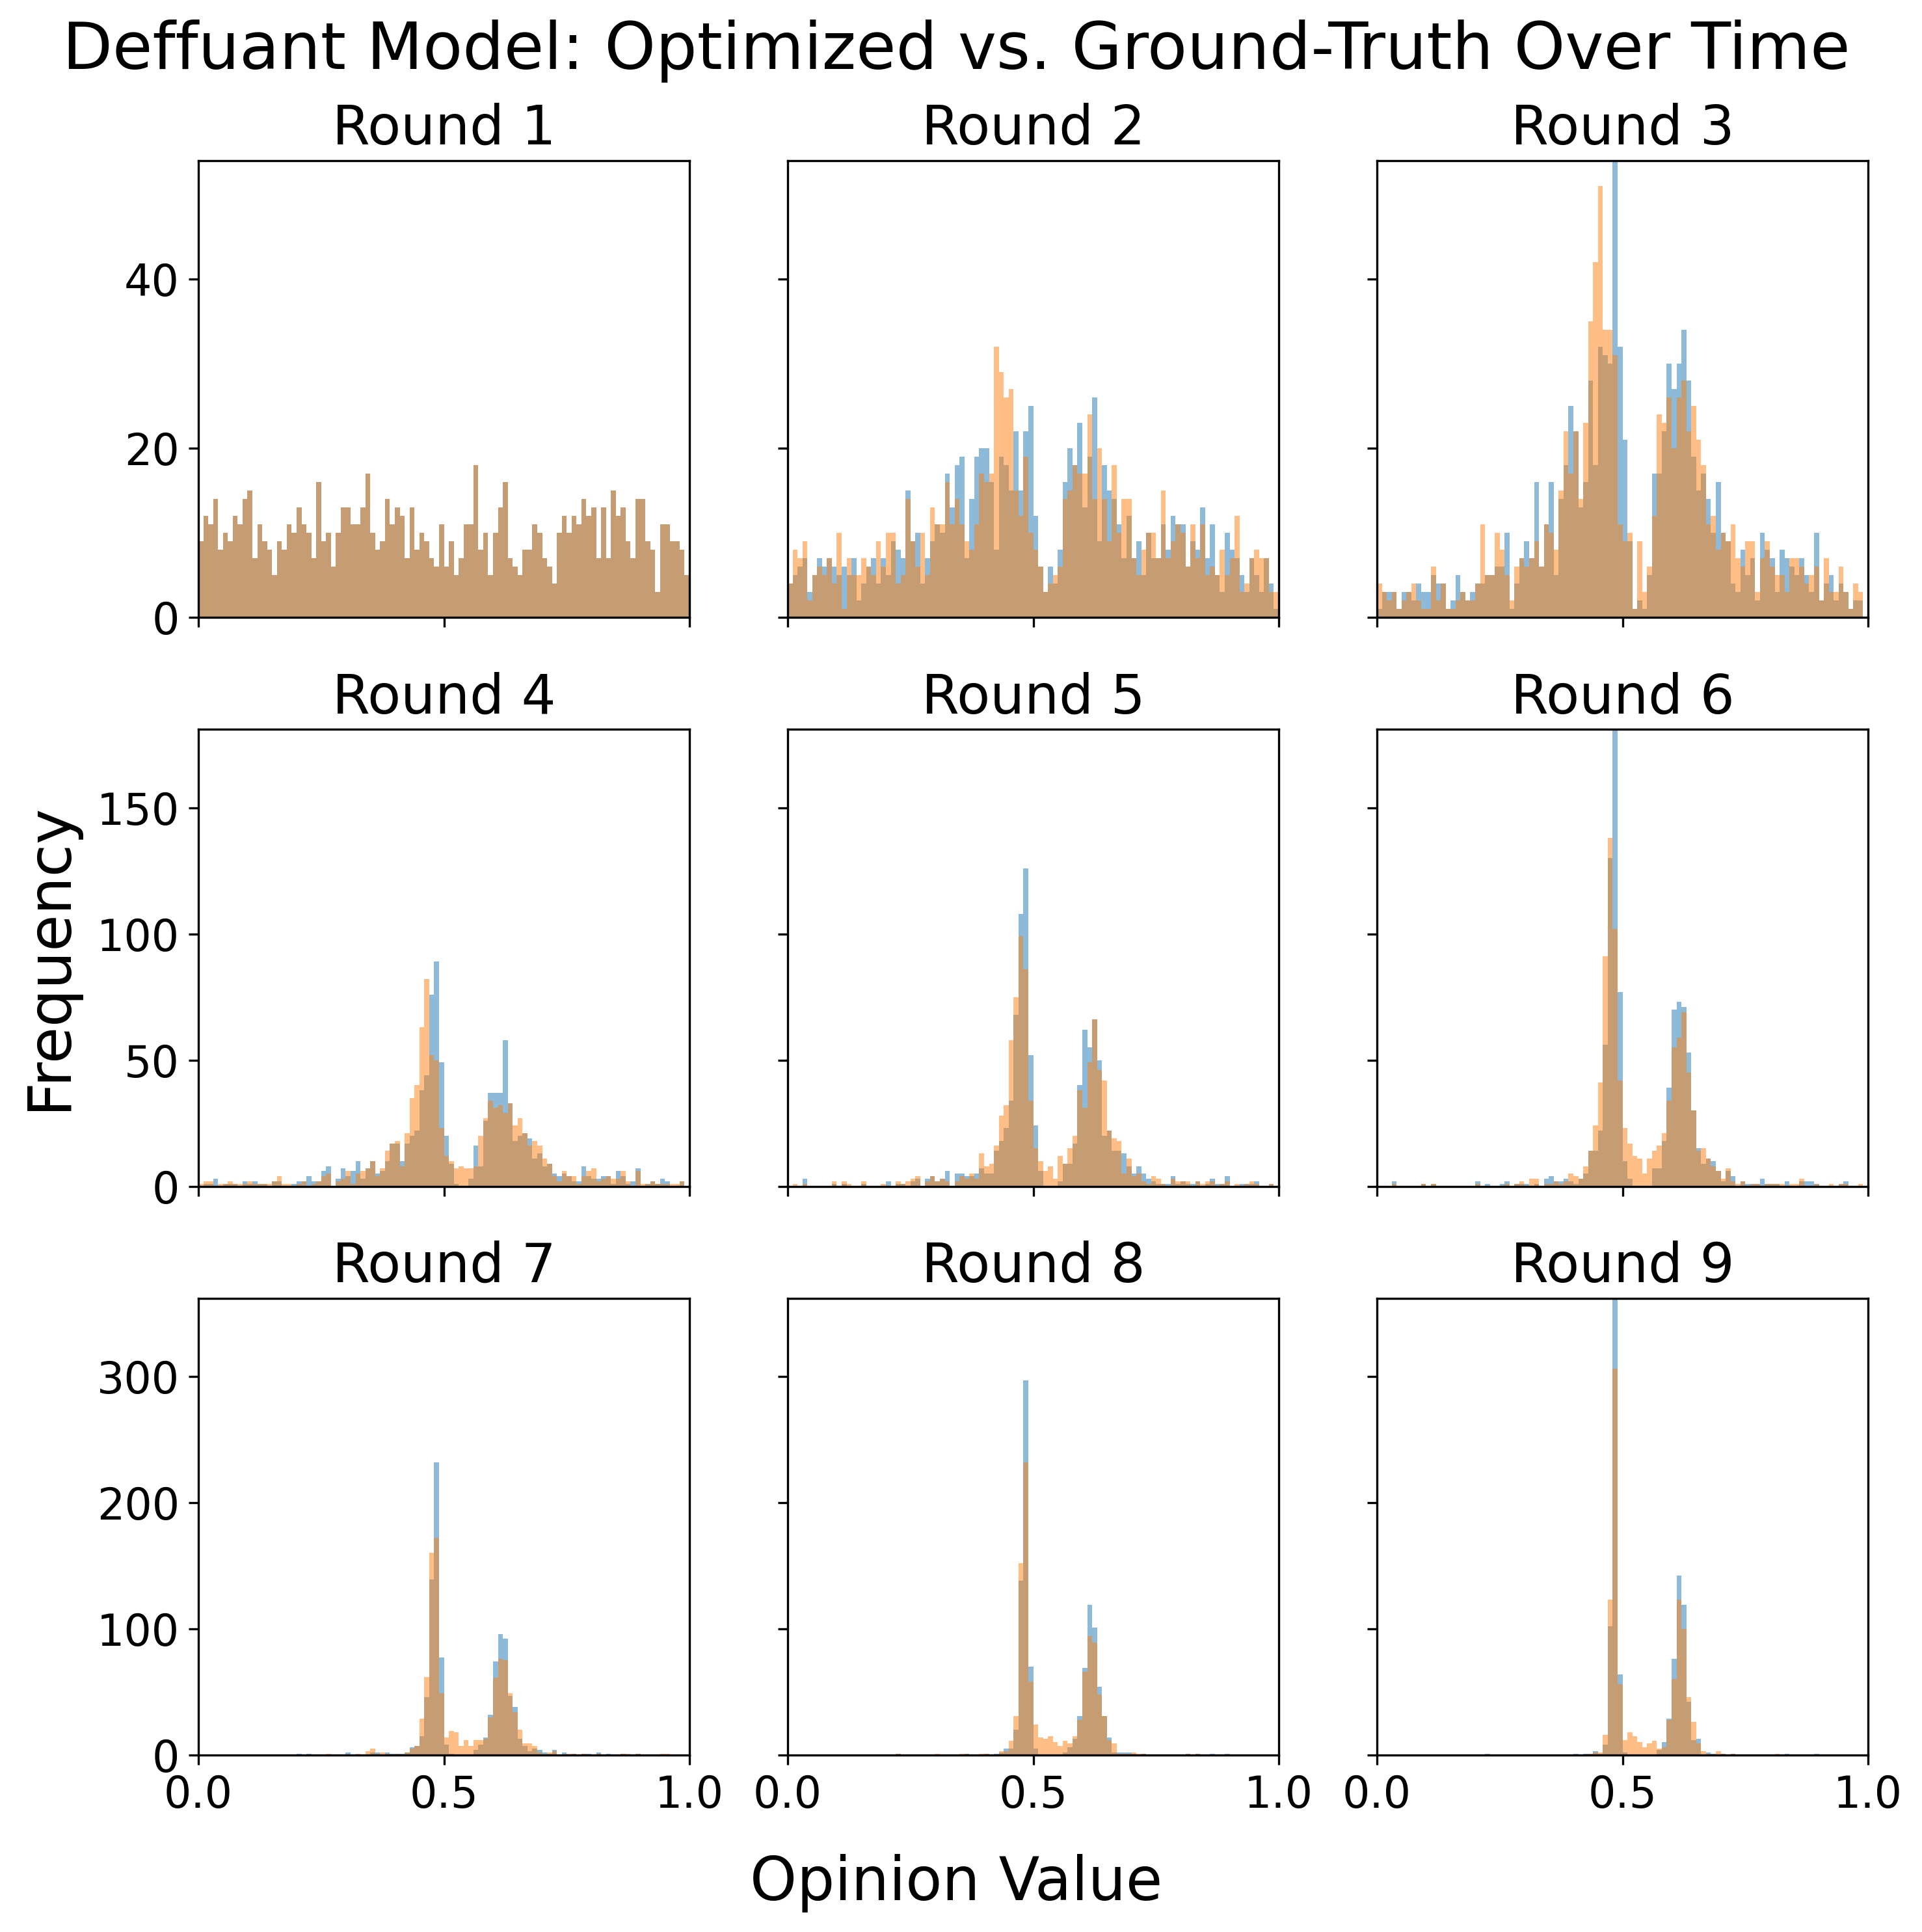 Deffuant Model: Optimized vs. Ground-Truth Over Time
Round 1
Round 2
Round 3
40
20
0
Round 4
Round 5
Round 6
150
100
50
0
Frequency
Round 7
Round 8
Round 9
300
200
100
0
0.0 0.5 1.0 0.0 0.5 1.0 0.0 0.5 1.0
Opinion Value